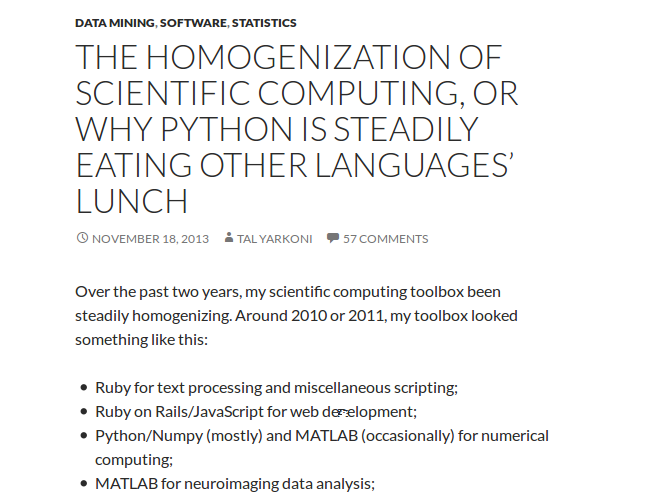 DATA MINING, SOFTWARE, STATISTICS
THE HOMOGENIZATION OF
SCIENTIFIC COMPUTING, OR
WHY PYTHON IS STEADILY
EATING OTHER LANGUAGES’
LUNCH
NOVEMBER 18, 2013 TAL YARKONI 57 COMMENTS
Over the past two years, my scientific computing toolbox been
steadily homogenizing. Around 2010 or 2011, my toolbox looked
something like this:
• Ruby for text processing and miscellaneous scripting;
• Ruby on Rails/JavaScript for web development;
• Python/Numpy (mostly) and MATLAB (occasionally) for numerical
computing;
• MATLAB for neuroimaging data analysis;